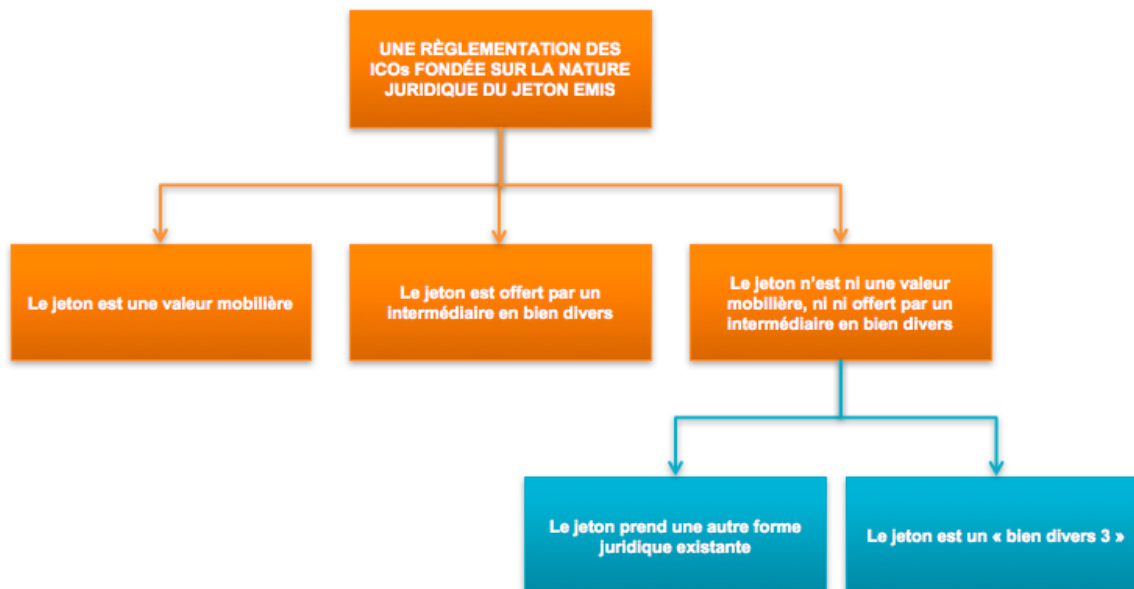 UNE RÈGLEMENTATION DES
ICOs FONDÉE SUR LA NATURE
JURIDIQUE DU JETON EMIS
Le jeton est une valeur mobilière
Le jeton est offert par un
intermédiaire en bien divers
Le jeton n'est ni une valeur
mobilière, ni ni offert par un
intermédiaire en bien divers
Le jeton prend une autre forme
juridique existante
Le jeton est un « bien divers 3 »